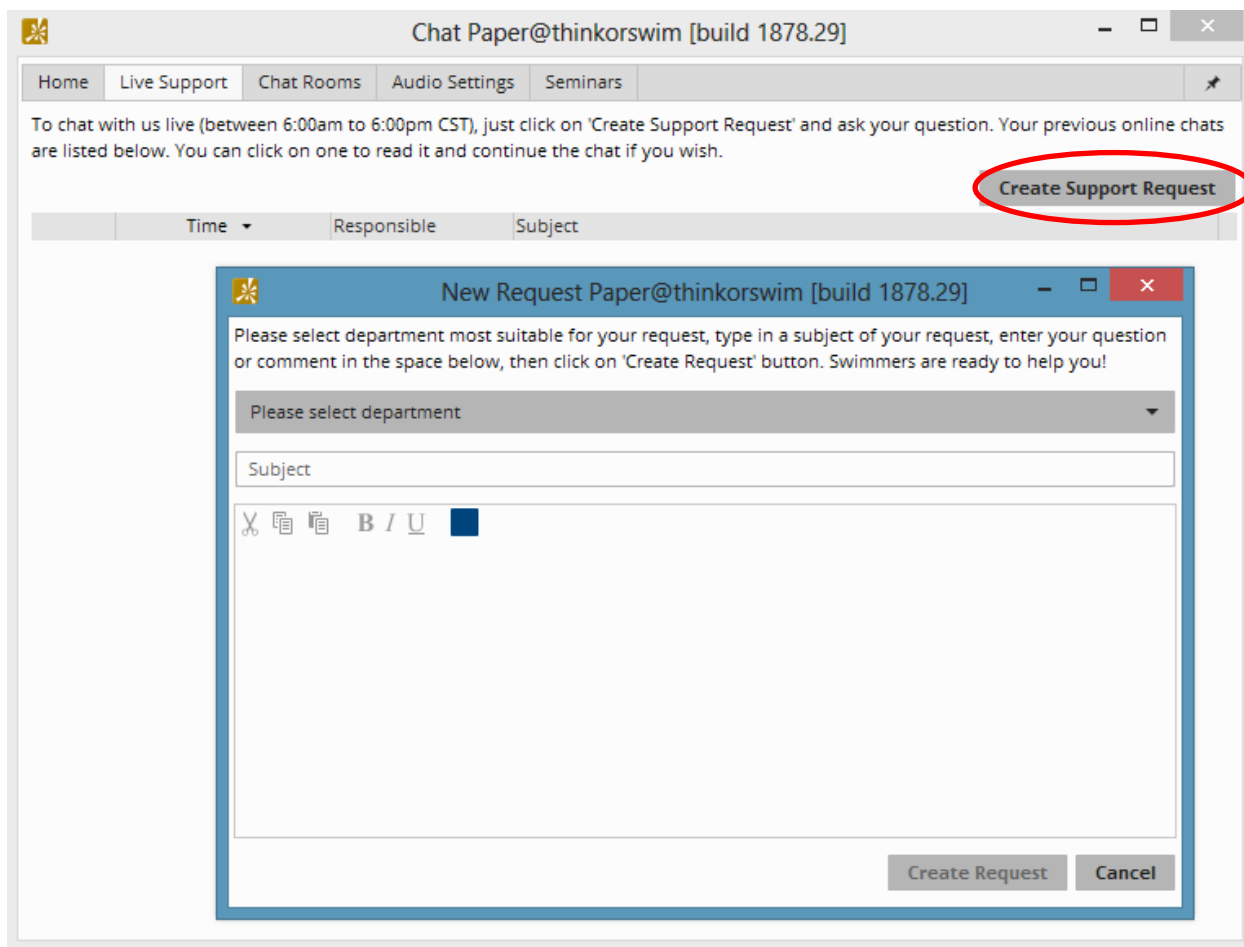 Chat Paper@thinkorswim [build 1878.29]
Home Live Support Chat Rooms Audio Settings Seminars
To chat with us live (between 6:00am to 6:00pm CST), just click on 'Create Support Request' and ask your question. Your previous online chats
are listed below. You can click on one to read it and continue the chat if you wish.
Create Support Request
Time Responsible Subject
New Request Paper@thinkorswim [build 1878.29]
Please select department most suitable for your request, type in a subject of your request, enter your question
or comment in the space below, then click on 'Create Request' button. Swimmers are ready to help you!
Please select department
Subject
B I U
Create Request Cancel